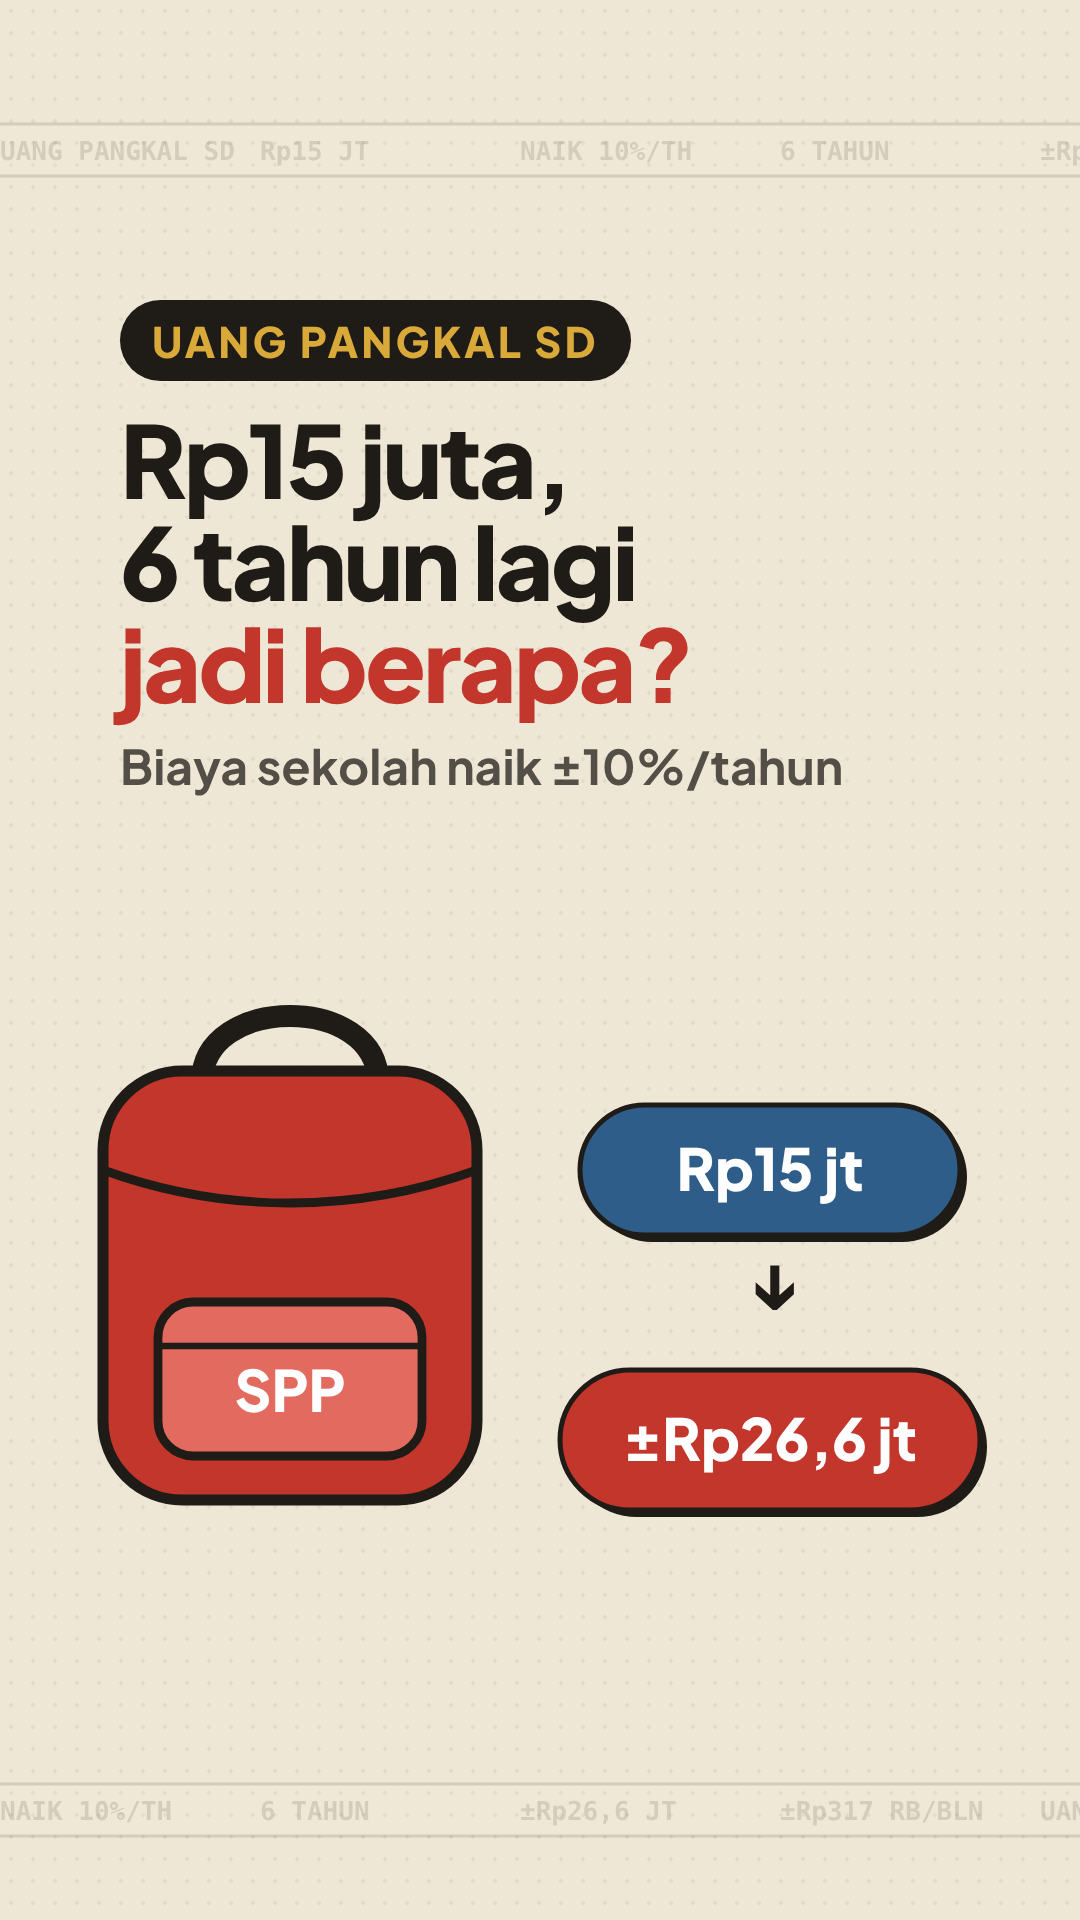 UANG PANGKAL SD Rp15 JT NAIK 10%/TH 6 TAHUN ±Rp
UANG PANGKAL SD
Rp15 juta,
6 tahun lagi
jadi berapa?
Biaya sekolah naik ±10%/tahun
Rp15 jt
↓
SPP
±Rp26,6 jt
NAIK 10%/TH 6 TAHUN ±Rp26,6 JT ±Rp317 RB/BLN UAN